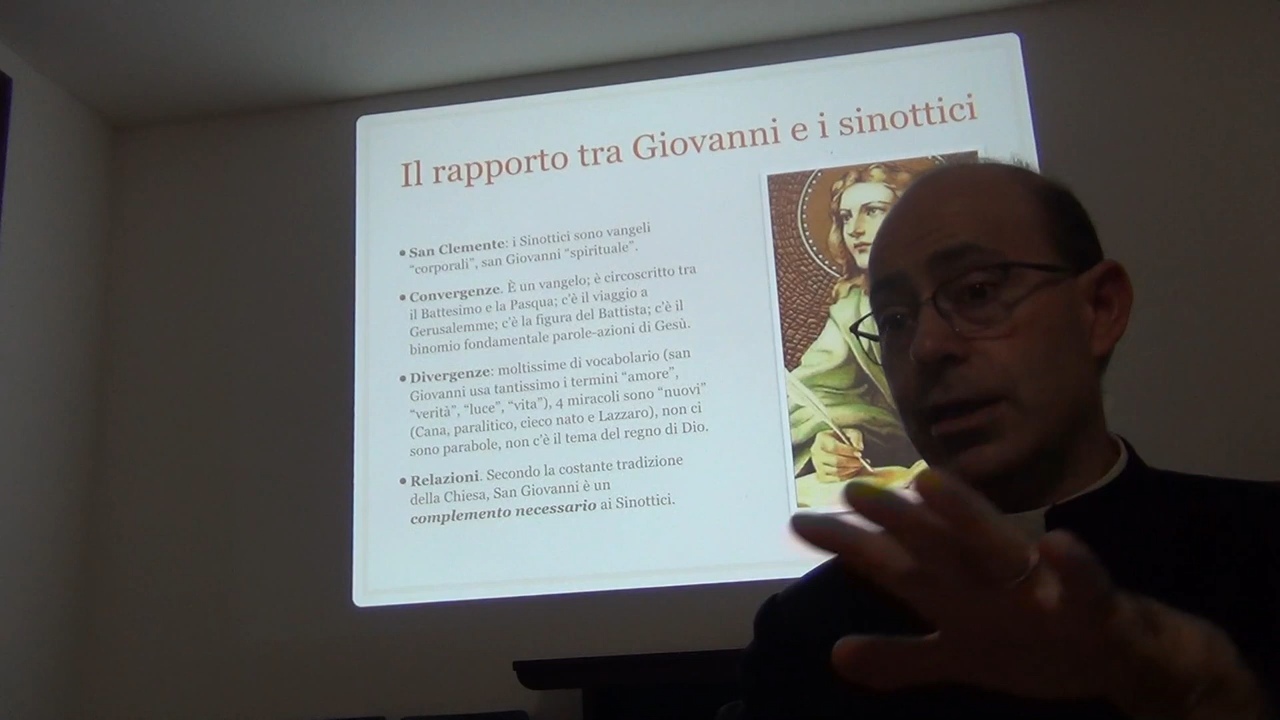 Il rapporto tra Giovanni e i sinottici
• San Clemente: i Sinottici sono vangeli
"corporali", san Giovanni "spirituale".
• Convergenze. È un vangelo; è circoscritto tra
il Battesimo e la Pasqua; c'è il viaggio a
Gerusalemme; c'è la figura del Battista; c'è il
binomio fondamentale parole-azioni di Gesù.
• Divergenze: moltissime di vocabolario (san
Giovanni usa tantissimo i termini "amore",
"verità", "luce", "vita"), 4 miracoli sono "nuovi"
(Cana, paralitico, cieco nato e Lazzaro), non ci
sono parabole, non c'è il tema del regno di Dio.
• Relazioni. Secondo la costante tradizione
della Chiesa, San Giovanni è un
complemento necessario ai Sinottici.